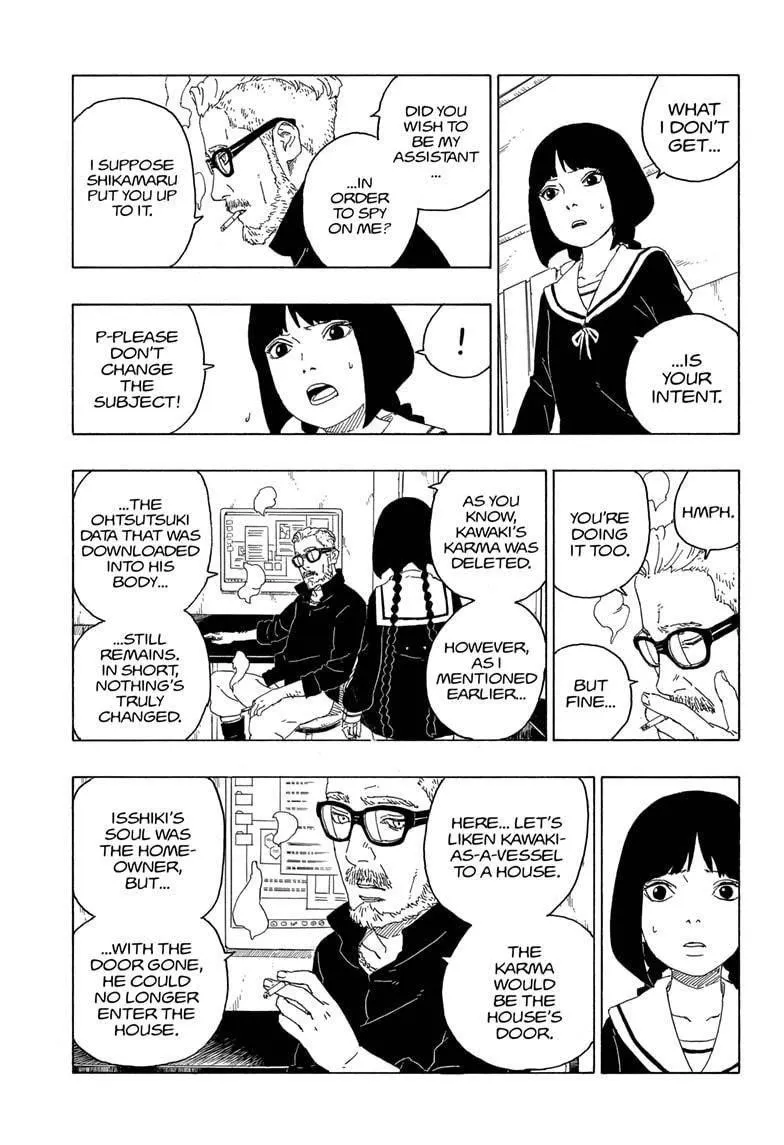 WHAT
I DON'T
GET...
...IS
YOUR
INTENT.
DID YOU
WISH TO
BE MY
ASSISTANT
...
...IN
ORDER
TO SPY
ON ME?
I SUPPOSE
SHIKAMARU
PUT YOU UP
TO IT.
!
P-PLEASE
DON'T
CHANGE
THE
SUBJECT!
HMPH.
YOU'RE
DOING
IT TOO.
BUT
FINE...
AS YOU
KNOW,
KAWAKI'S
KARMA WAS
DELETED.
HOWEVER,
AS I
MENTIONED
EARLIER...
...THE
OHTSUTSUKI
DATA THAT WAS
DOWNLOADED
INTO HIS
BODY...
...STILL
REMAINS.
IN SHORT,
NOTHING'S
TRULY
CHANGED.
HERE... LET'S
LIKEN KAWAKI-
AS-A-VESSEL
TO A HOUSE.
THE
KARMA
WOULD
BE THE
HOUSE'S
DOOR.
ISSHIKI'S
SOUL WAS
THE HOME-
OWNER,
BUT...
...WITH THE
DOOR GONE,
HE COULD
NO LONGER
ENTER THE
HOUSE.